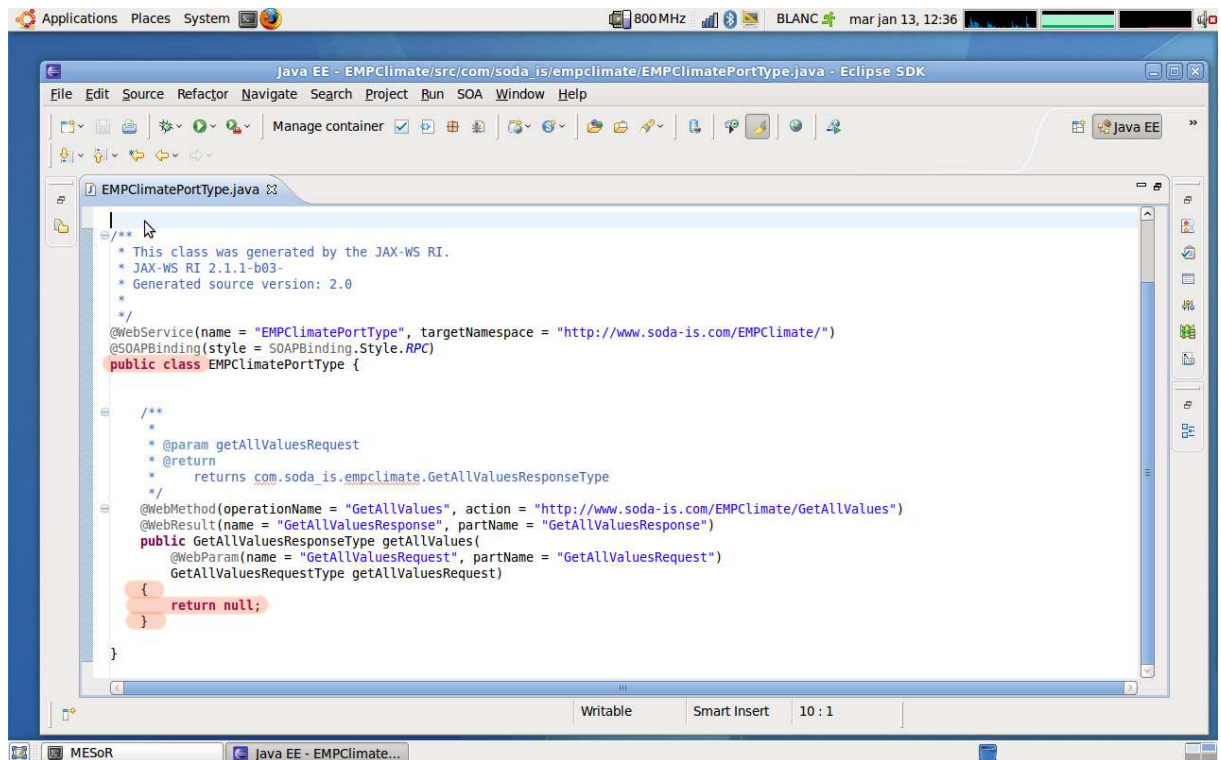 Applications Places System 800 MHz BLANC mar jan 13, 12:36
Java EE - EMPClimate/src/com/soda_is/empclimate/EMPClimatePortType.java - Eclipse SDK
File Edit Source Refactor Navigate Search Project Run SOA Window Help
Manage container Java EE »
EMPClimatePortType.java
/**
 * This class was generated by the JAX-WS RI.
 * JAX-WS RI 2.1.1-b03-
 * Generated source version: 2.0
 *
 */
@WebService(name = "EMPClimatePortType", targetNamespace = "http://www.soda-is.com/EMPClimate/")
@SOAPBinding(style = SOAPBinding.Style.RPC)
public class EMPClimatePortType {
/**
 *
 * @param getAllValuesRequest
 * @return
 *     returns com.soda_is.empclimate.GetAllValuesResponseType
 */
@WebMethod(operationName = "GetAllValues", action = "http://www.soda-is.com/EMPClimate/GetAllValues")
@WebResult(name = "GetAllValuesResponse", partName = "GetAllValuesResponse")
public GetAllValuesResponseType getAllValues(
@WebParam(name = "GetAllValuesRequest", partName = "GetAllValuesRequest")
GetAllValuesRequestType getAllValuesRequest)
{
return null;
}
}
Writable Smart Insert 10 : 1
MESoR Java EE - EMPClimate...